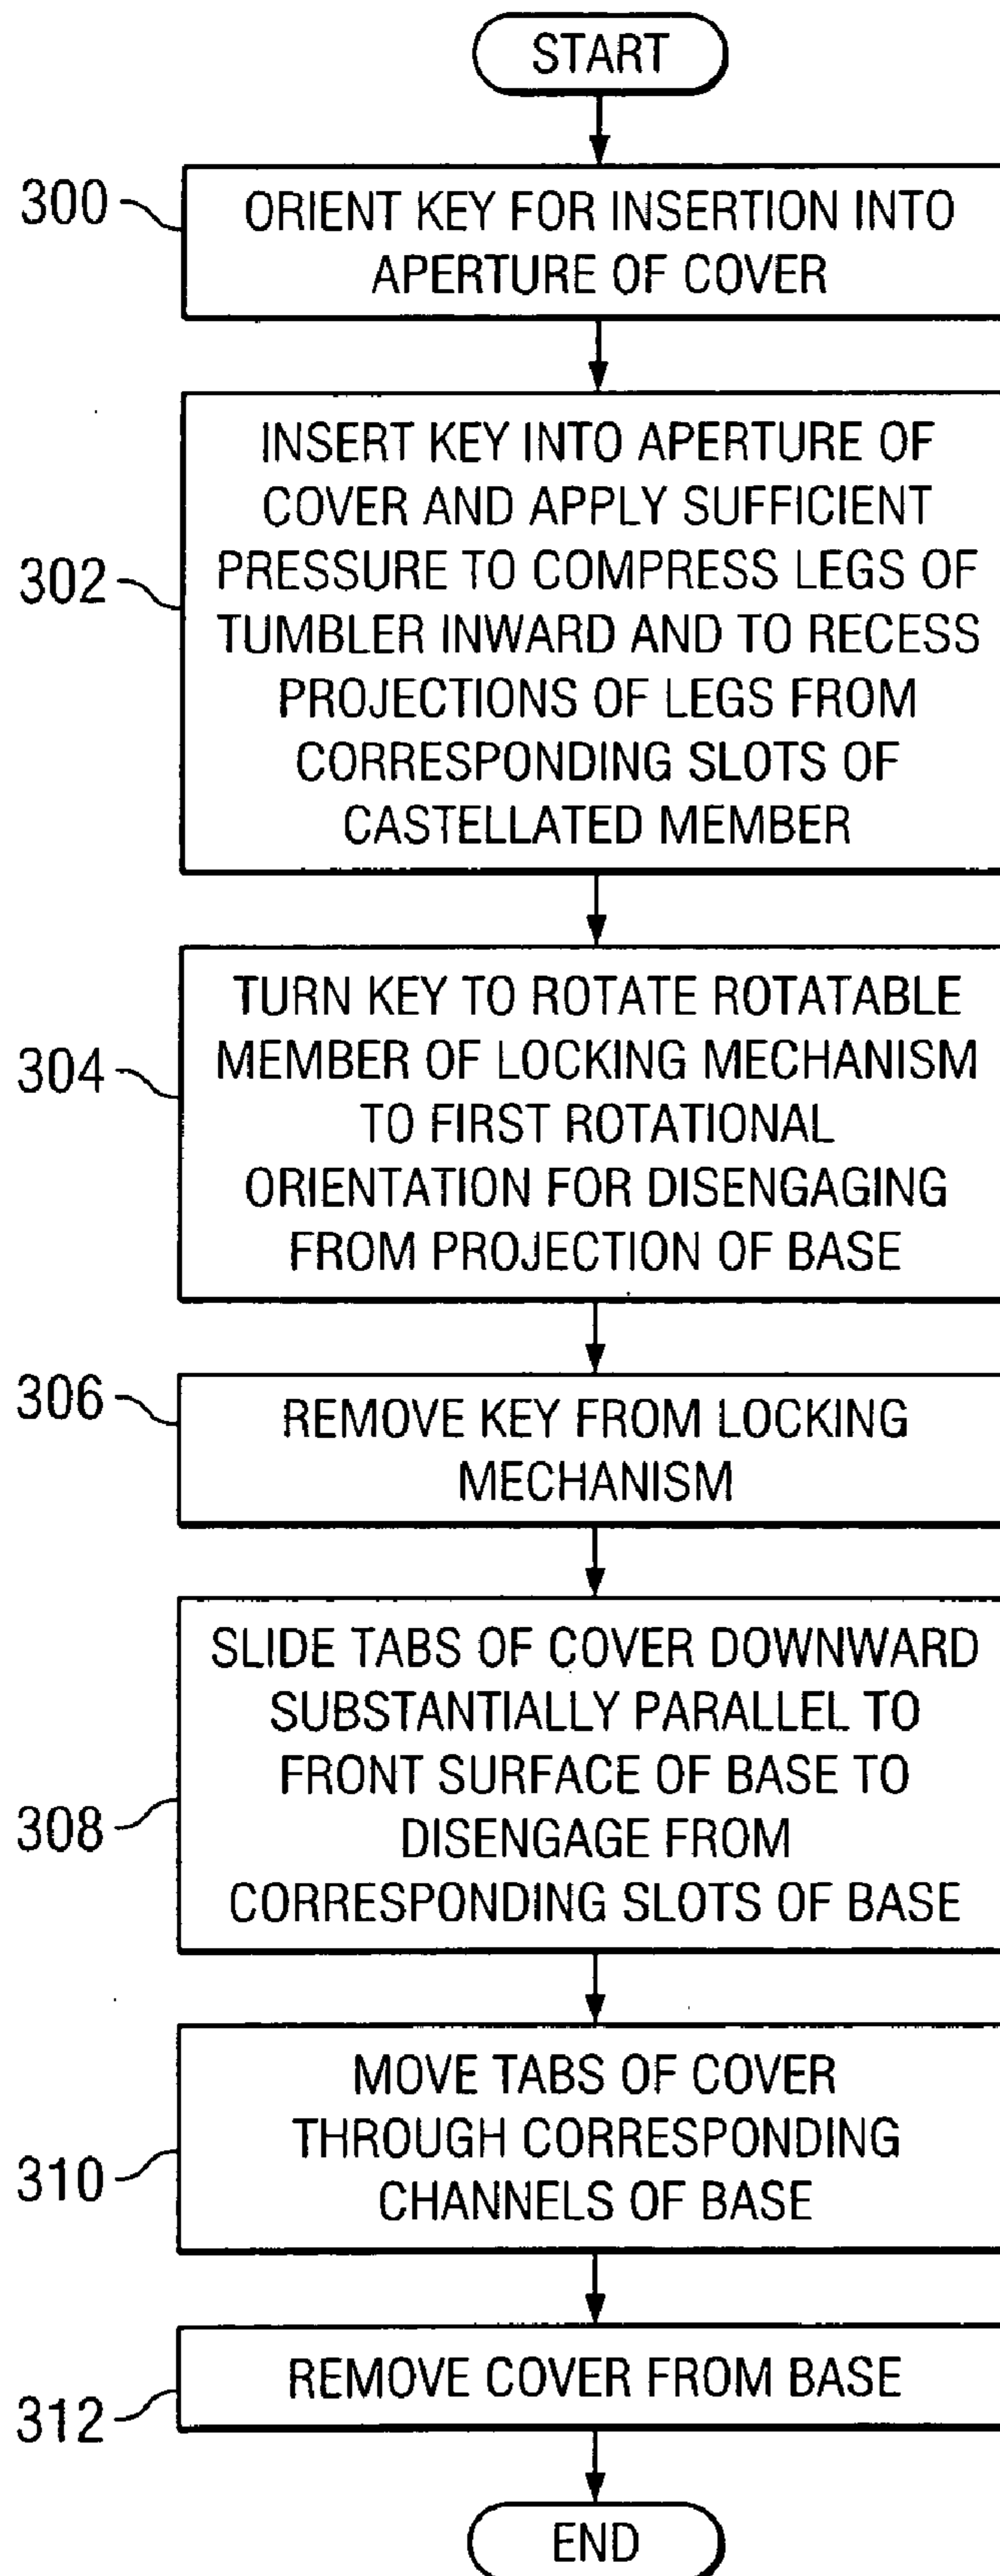 START
300
ORIENT KEY FOR INSERTION INTO
APERTURE OF COVER
302
INSERT KEY INTO APERTURE OF
COVER AND APPLY SUFFICIENT
PRESSURE TO COMPRESS LEGS OF
TUMBLER INWARD AND TO RECESS
PROJECTIONS OF LEGS FROM
CORRESPONDING SLOTS OF
CASTELLATED MEMBER
304
TURN KEY TO ROTATE ROTATABLE
MEMBER OF LOCKING MECHANISM
TO FIRST ROTATIONAL
ORIENTATION FOR DISENGAGING
FROM PROJECTION OF BASE
306
REMOVE KEY FROM LOCKING
MECHANISM
308
SLIDE TABS OF COVER DOWNWARD
SUBSTANTIALLY PARALLEL TO
FRONT SURFACE OF BASE TO
DISENGAGE FROM
CORRESPONDING SLOTS OF BASE
310
MOVE TABS OF COVER
THROUGH CORRESPONDING
CHANNELS OF BASE
312
REMOVE COVER FROM BASE
END